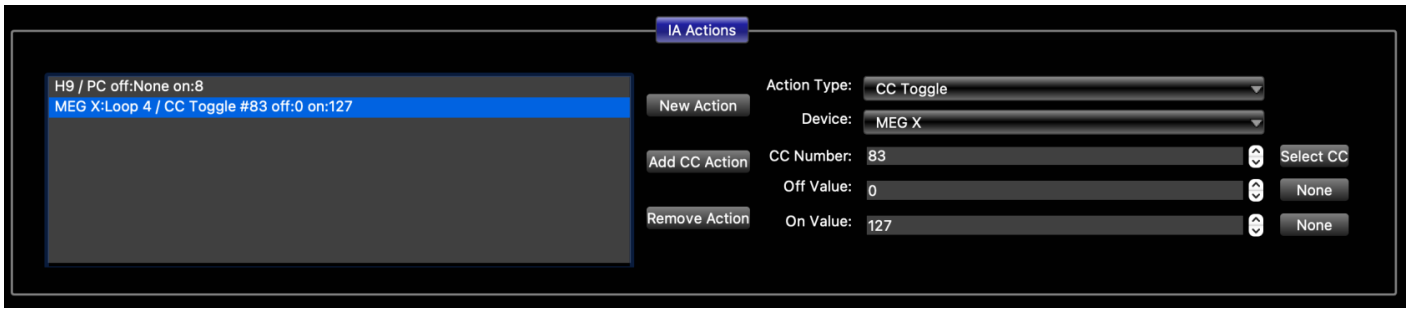 IA Actions
H9 / PC off:None on:8
MEG X:Loop 4 / CC Toggle #83 off:0 on:127
New Action
Add CC Action
Remove Action
Action Type: CC Toggle
Device: MEG X
CC Number: 83 Select CC
Off Value: 0 None
On Value: 127 None